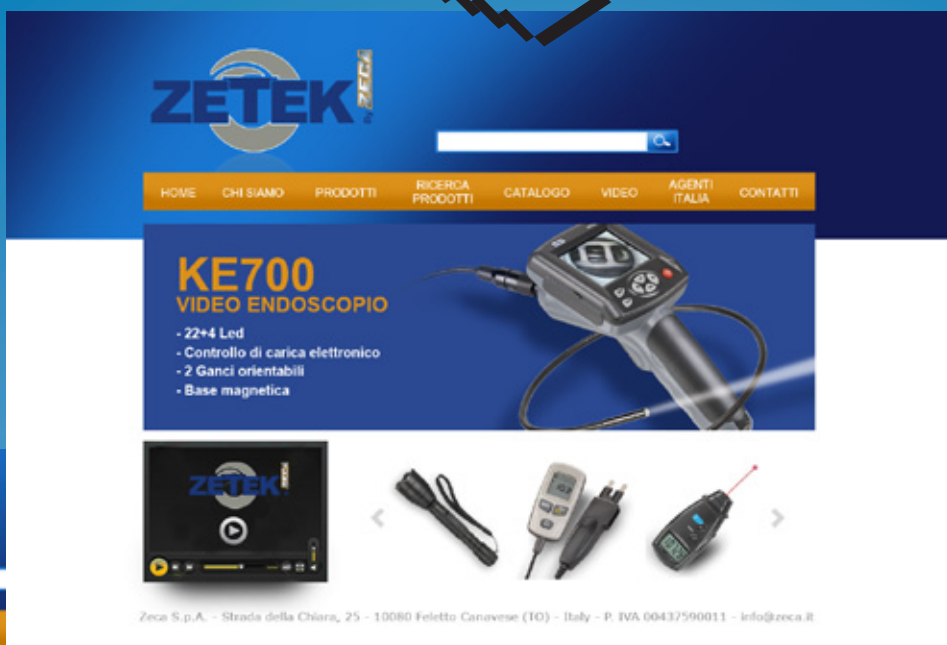 ZETEK by ZECA
HOME CHI SIAMO PRODOTTI RICERCA PRODOTTI CATALOGO VIDEO AGENTI ITALIA CONTATTI
KE700
VIDEO ENDOSCOPIO
- 22+4 Led
- Controllo di carica elettronico
- 2 Ganci orientabili
- Base magnetica
ZETEK
Zeca S.p.A. - Strada della Chiara, 25 - 10080 Feletto Canavese (TO) - Italy - P. IVA 00437590011 - info@zeca.it